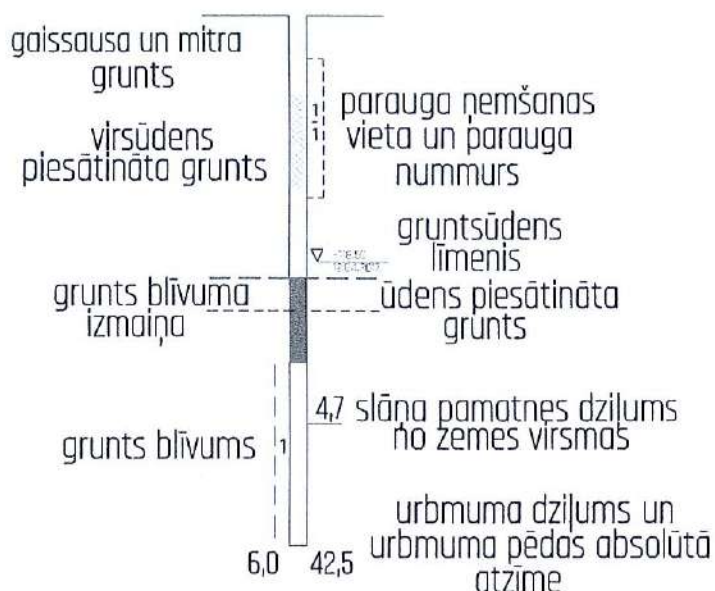 gaissausa un mitra
grunts
virsūdens
piesātināta grunts
1
1
parauga ņemšanas
vieta un parauga
nummurs
gruntsūdens
līmenis
grunts blīvuma
izmaiņa
ūdens piesātināta
grunts
4,7 slāņa pamatnes dziļums
no zemes virsmas
grunts blīvums
1
urbmuma dziļums un
urbmuma pēdas absolūtā
atzīme
6,0 42,5